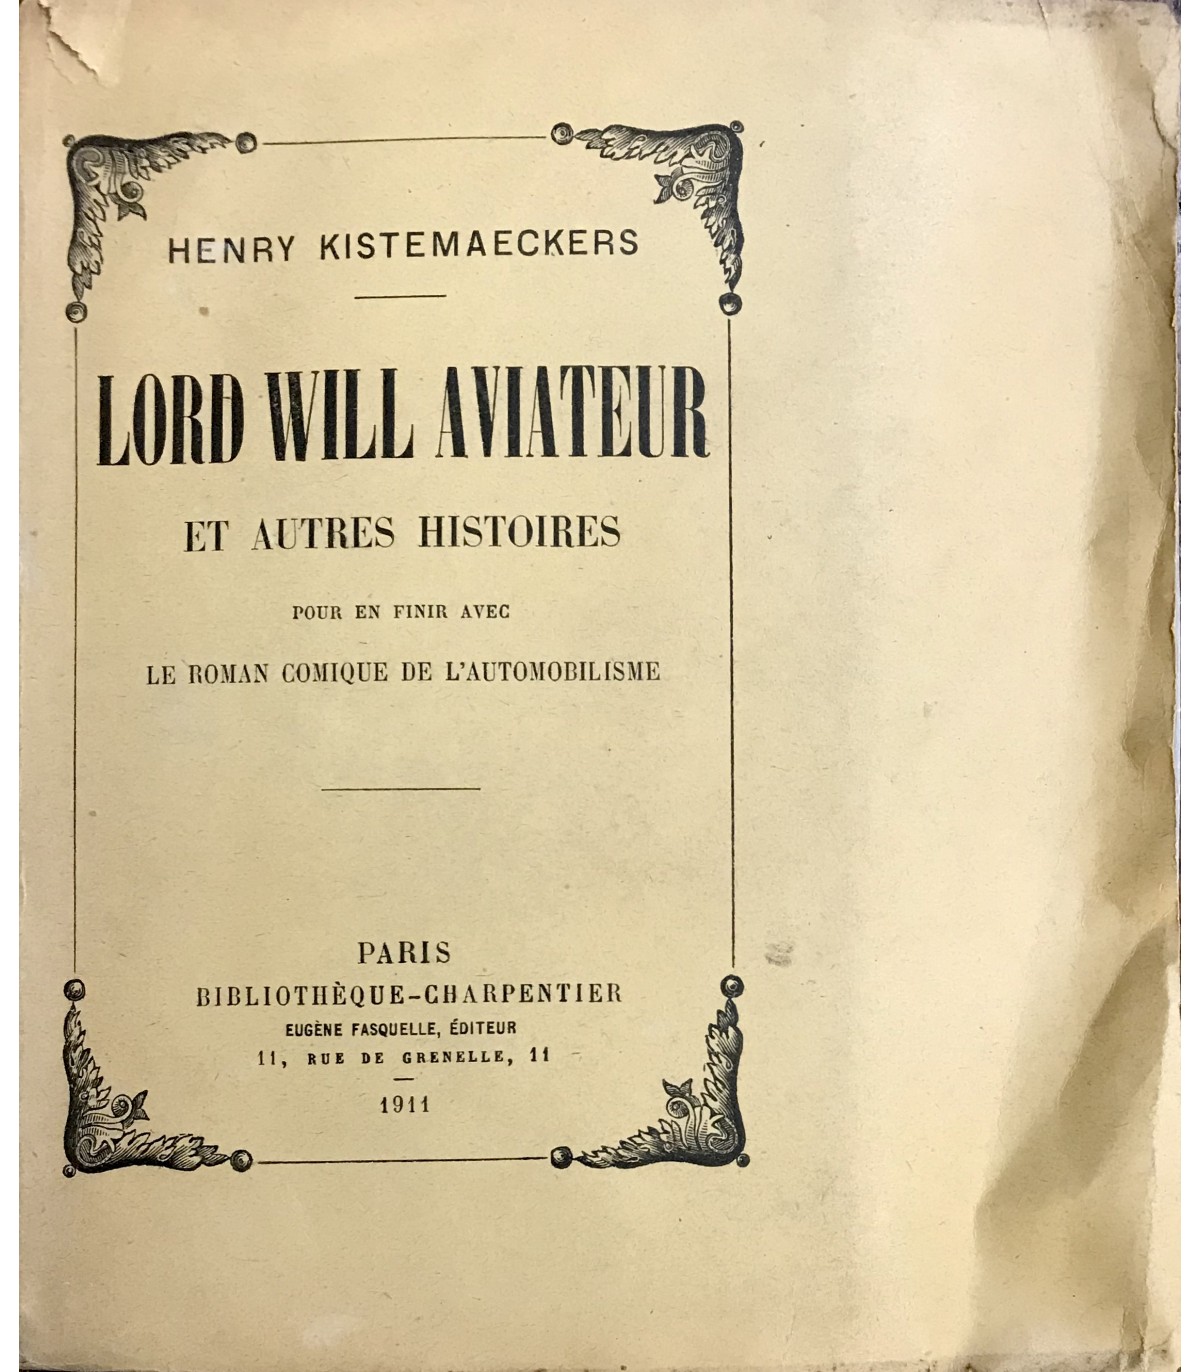 HENRY KISTEMAECKERS
LORD WILL AVIATEUR
ET AUTRES HISTOIRES
POUR EN FINIR AVEC
LE ROMAN COMIQUE DE L'AUTOMOBILISME
PARIS
BIBLIOTHÈQUE-CHARPENTIER
EUGÈNE FASQUELLE, ÉDITEUR
11, RUE DE GRENELLE, 11
1911